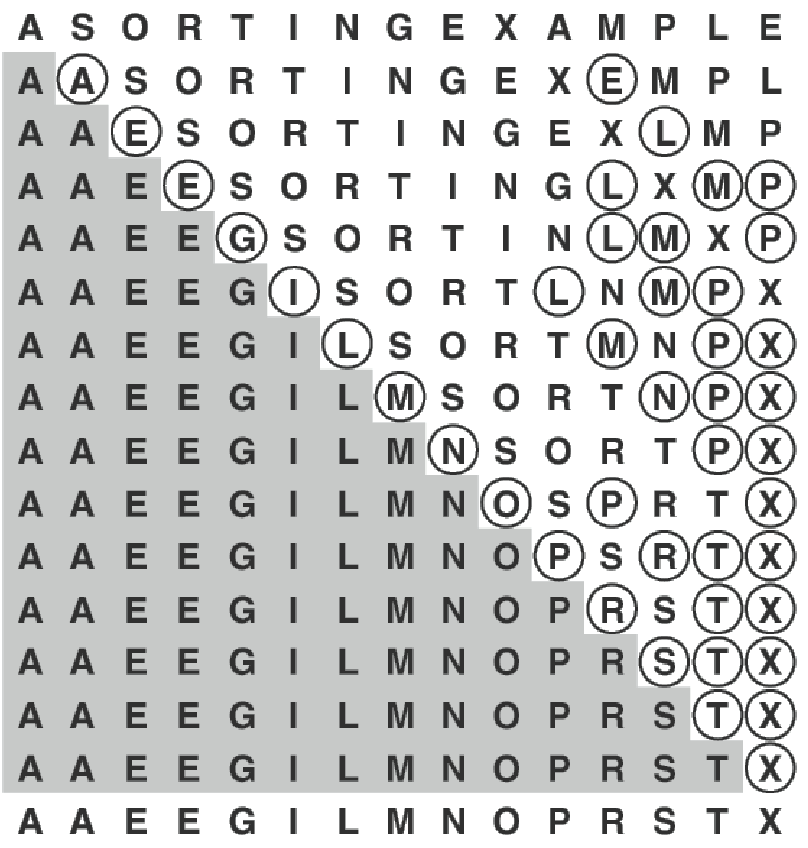 A S O R T I N G E X A M P L E
A A S O R T I N G E X E M P L
A A E S O R T I N G E X L M P
A A E E S O R T I N G L X M P
A A E E G S O R T I N L M X P
A A E E G I S O R T L N M P X
A A E E G I L S O R T M N P X
A A E E G I L M S O R T N P X
A A E E G I L M N S O R T P X
A A E E G I L M N O S P R T X
A A E E G I L M N O P S R T X
A A E E G I L M N O P R S T X
A A E E G I L M N O P R S T X
A A E E G I L M N O P R S T X
A A E E G I L M N O P R S T X
A A E E G I L M N O P R S T X